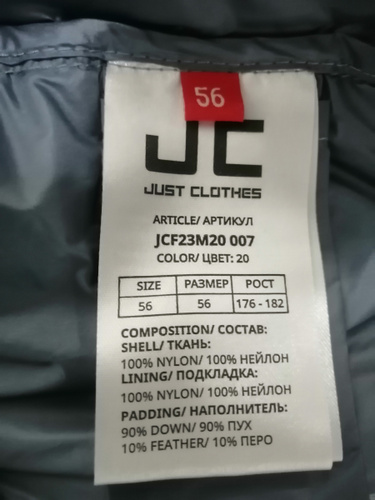 56
JC
JUST CLOTHES
ARTICLE/ АРТИКУЛ
JCF23M20 007
COLOR/ ЦВЕТ: 20
SIZE РАЗМЕР РОСТ
56 56 176 - 182
COMPOSITION/ СОСТАВ:
SHELL/ ТКАНЬ:
100% NYLON/ 100% НЕЙЛОН
LINING/ ПОДКЛАДКА:
100% NYLON/ 100% НЕЙЛОН
PADDING/ НАПОЛНИТЕЛЬ:
90% DOWN/ 90% ПУХ
10% FEATHER/ 10% ПЕРО